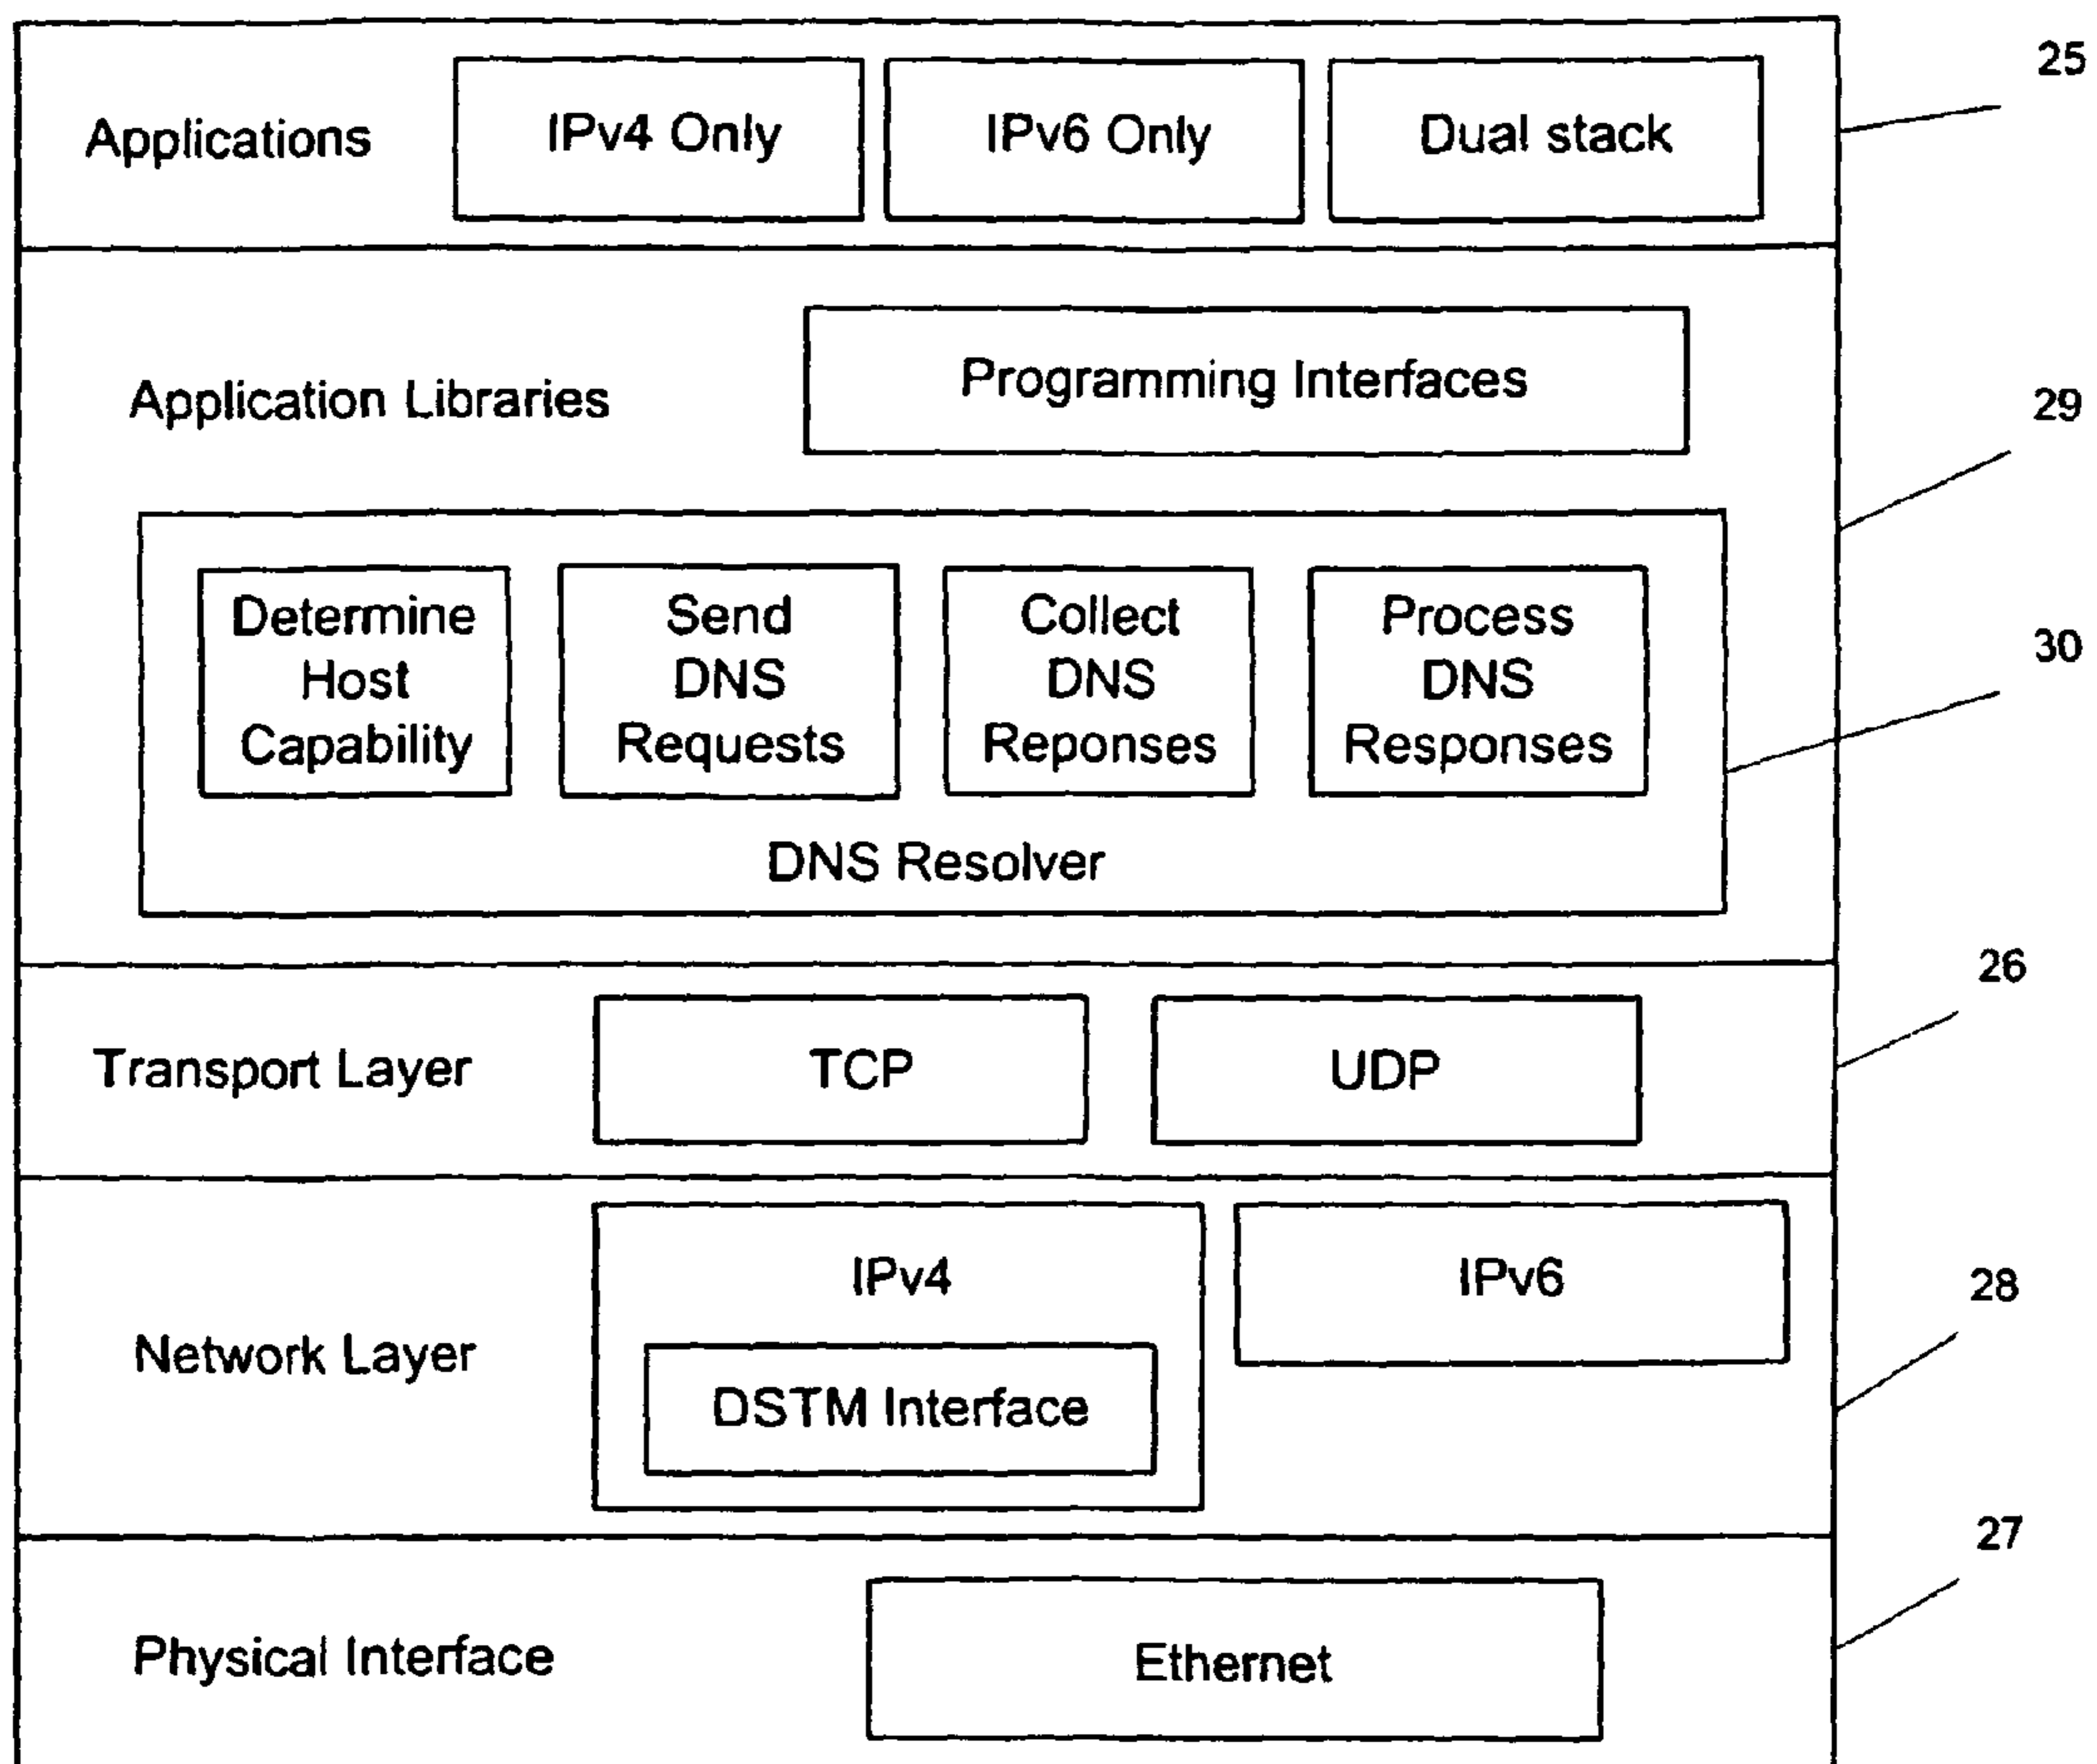 25
Applications
IPv4 Only
IPv6 Only
Dual stack
Programming Interfaces
Application Libraries
29
Determine
Host
Capability
Send
DNS
Requests
Collect
DNS
Reponses
Process
DNS
Responses
30
DNS Resolver
26
Transport Layer
TCP
UDP
IPv4
IPv6
28
Network Layer
DSTM Interface
27
Physical Interface
Ethernet